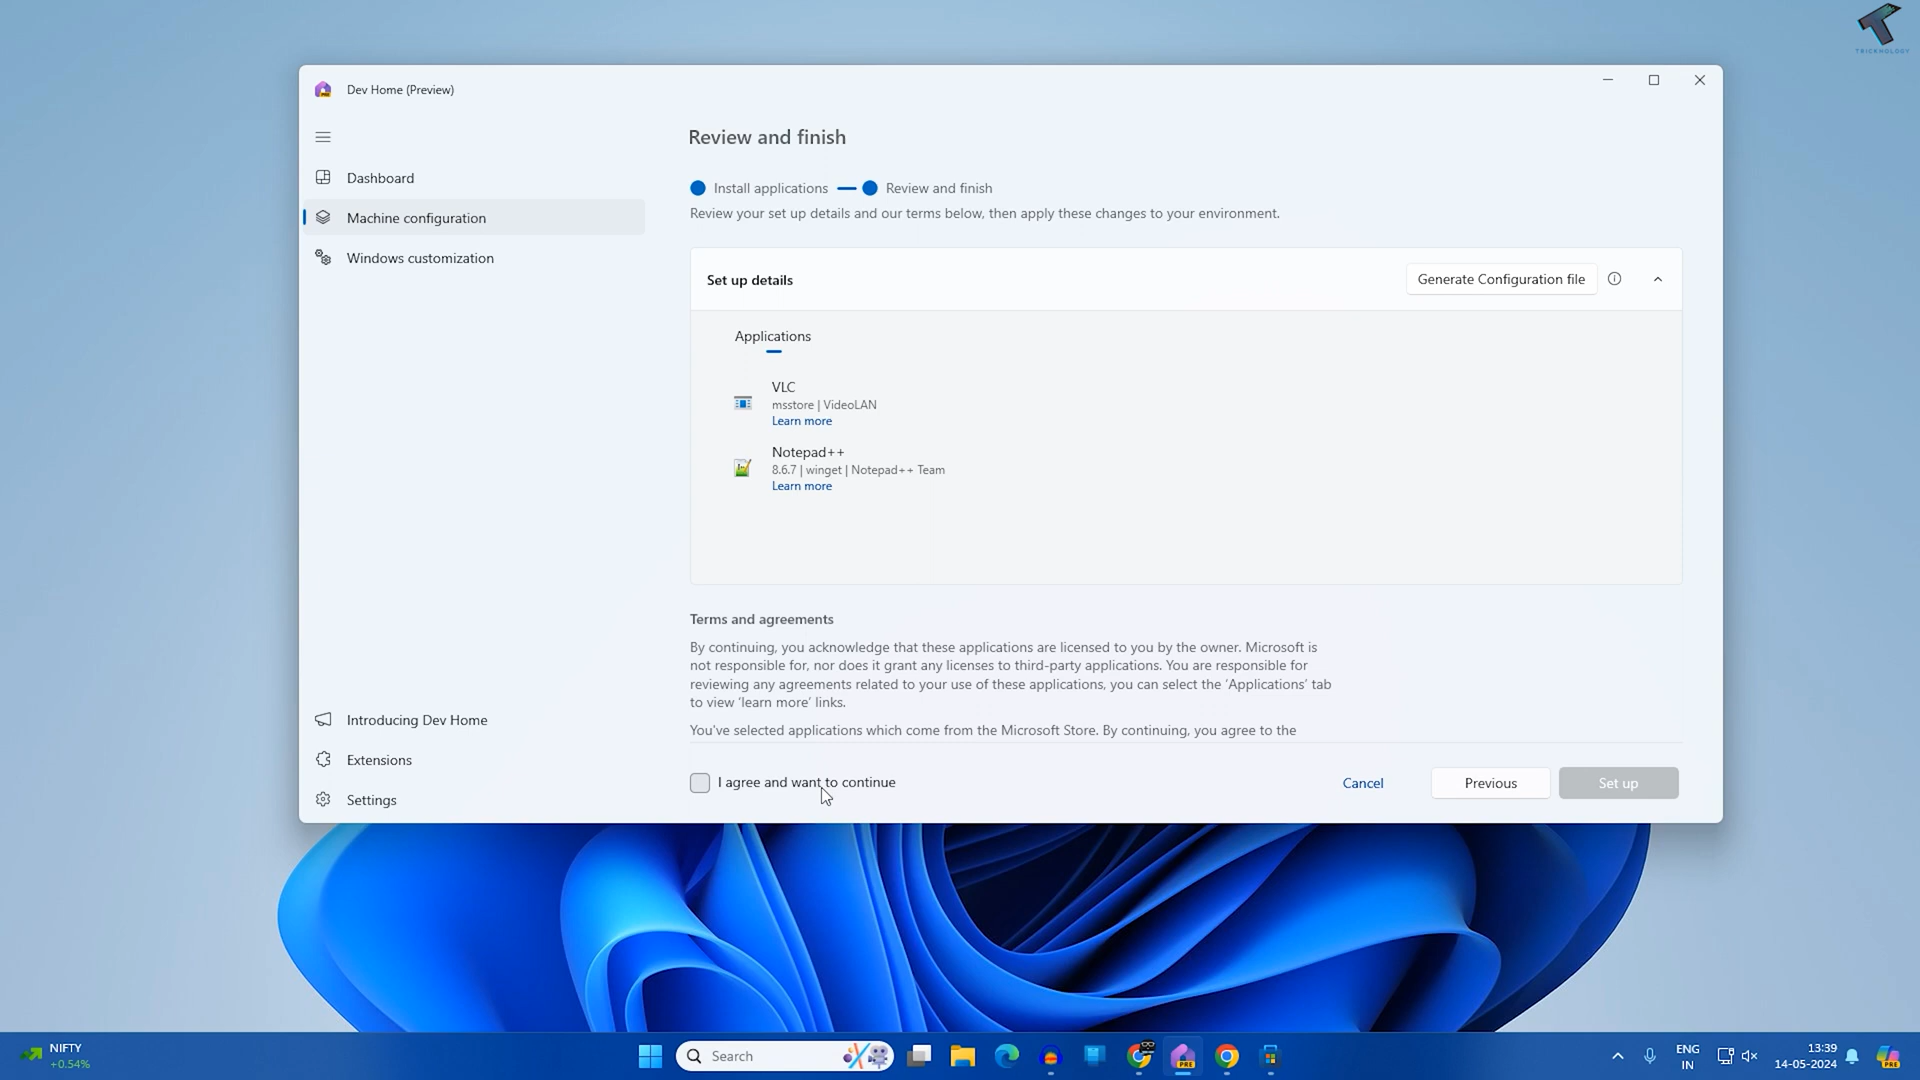 TRICKNOLOGY
Dev Home (Preview)
Review and finish
Dashboard
Install applications
Review and finish
Machine configuration
Review your set up details and our terms below, then apply these changes to your environment.
Windows customization
Set up details
Generate Configuration file
Applications
VLC
msstore | VideoLAN
Learn more
Notepad++
8.6.7 | winget | Notepad++ Team
Learn more
Terms and agreements
By continuing, you acknowledge that these applications are licensed to you by the owner. Microsoft is
not responsible for, nor does it grant any licenses to third-party applications. You are responsible for
reviewing any agreements related to your use of these applications, you can select the ‘Applications’ tab
to view ‘learn more’ links.
You've selected applications which come from the Microsoft Store. By continuing, you agree to the
Introducing Dev Home
Extensions
Settings
I agree and want to continue
Cancel
Previous
Set up
NIFTY
+0.54%
Search
PRE
ENG
IN
13:39
14-05-2024
PRE